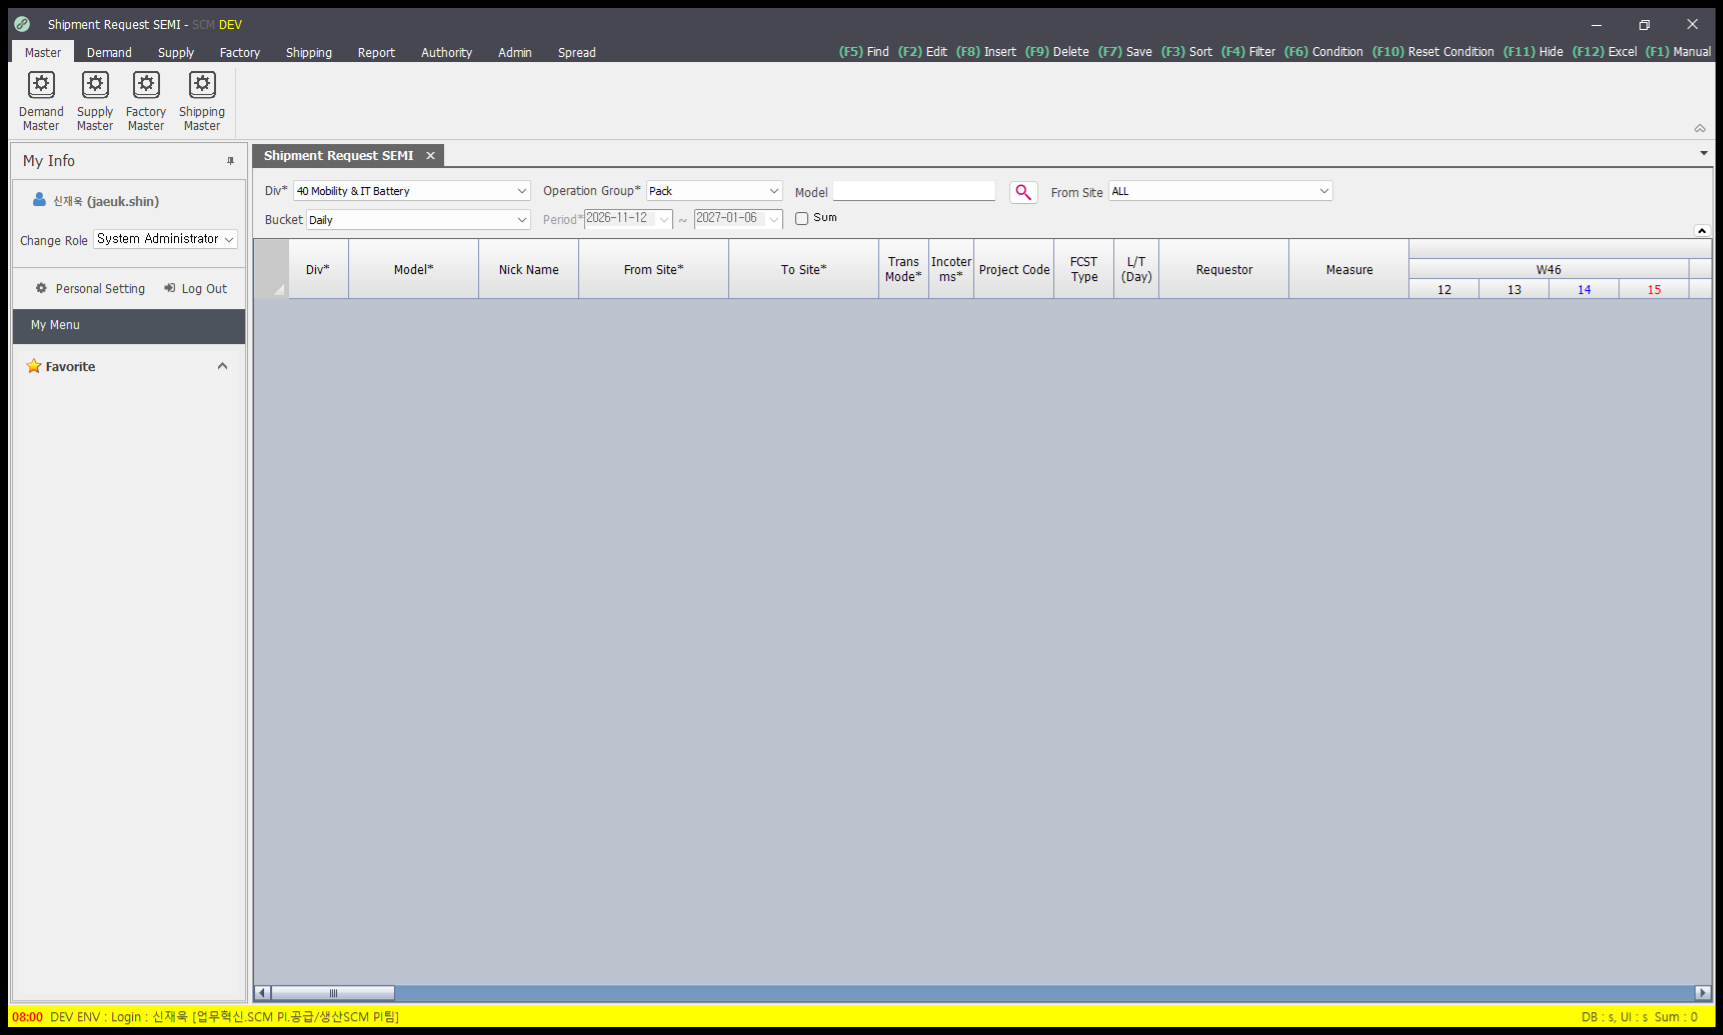 Shipment Request SEMI - SCM DEV
Master Demand Supply Factory Shipping Report Authority Admin Spread (F5) Find (F2) Edit (F8) Insert (F9) Delete (F7) Save (F3) Sort (F4) Filter (F6) Condition (F10) Reset Condition (F11) Hide (F12) Excel (F1) Manual
Demand Master
Supply Master
Factory Master
Shipping Master
My Info
신재욱 (jaeuk.shin)
Change Role System Administrator
Personal Setting Log Out
My Menu
Favorite
Shipment Request SEMI
Div* 40 Mobility & IT Battery Operation Group* Pack Model From Site ALL
Bucket Daily Period* 2026-11-12 ~ 2027-01-06 Sum
Div* Model* Nick Name From Site* To Site* Trans Mode* Incoterms* Project Code FCST Type L/T (Day) Requestor Measure W46
12 13 14 15
08:00 DEV ENV : Login : 신재욱 [업무혁신.SCM PI.공급/생산SCM PI팀] DB : s, UI : s Sum : 0